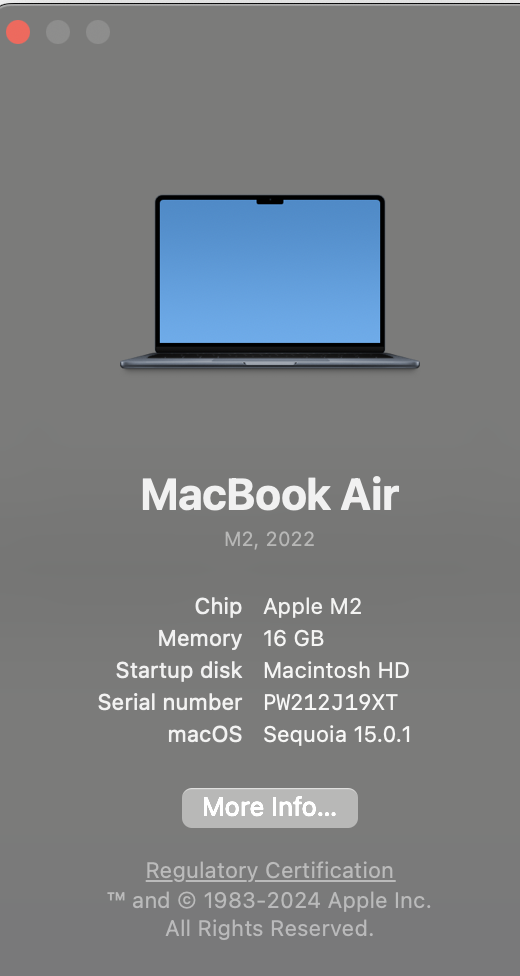 MacBook Air
M2, 2022
Chip Apple M2
Memory 16 GB
Startup disk Macintosh HD
Serial number PW212J19XT
macOS Sequoia 15.0.1
More Info...
Regulatory Certification
™ and © 1983-2024 Apple Inc.
All Rights Reserved.